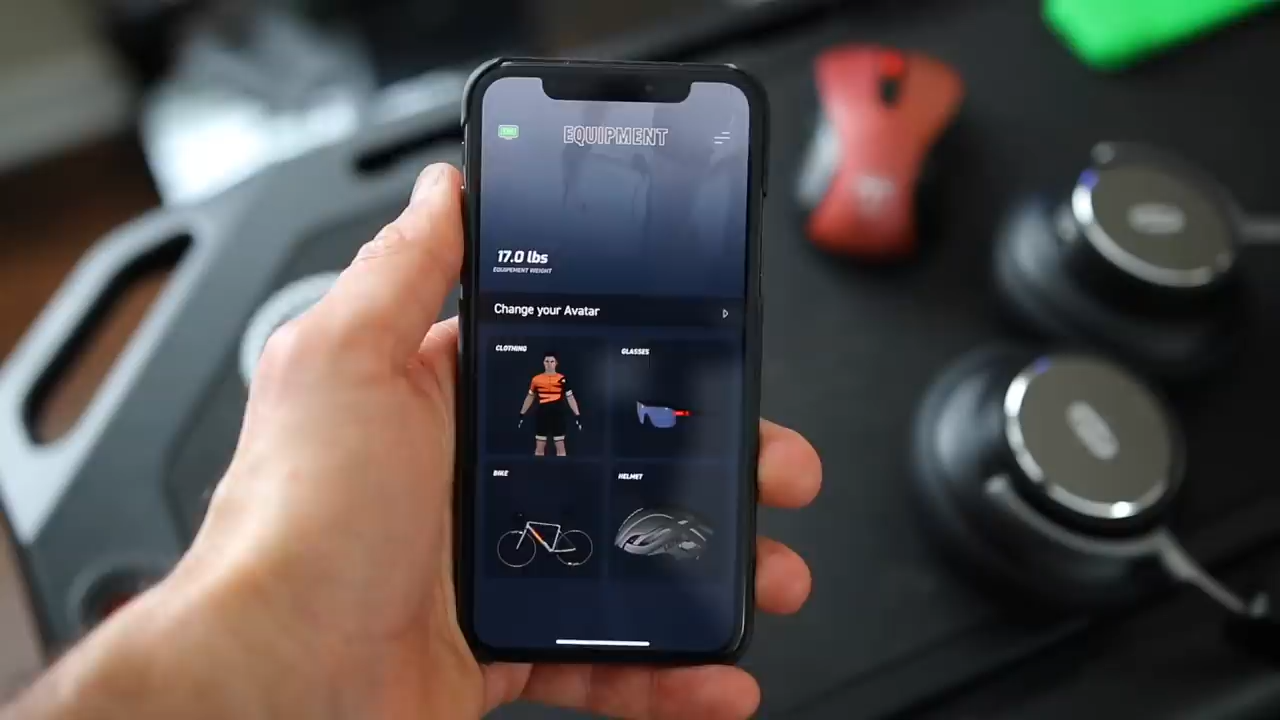 EQUIPMENT
17.0 lbs
EQUIPEMENT WEIGHT
Change your Avatar
CLOTHING
GLASSES
BIKE
HELMET